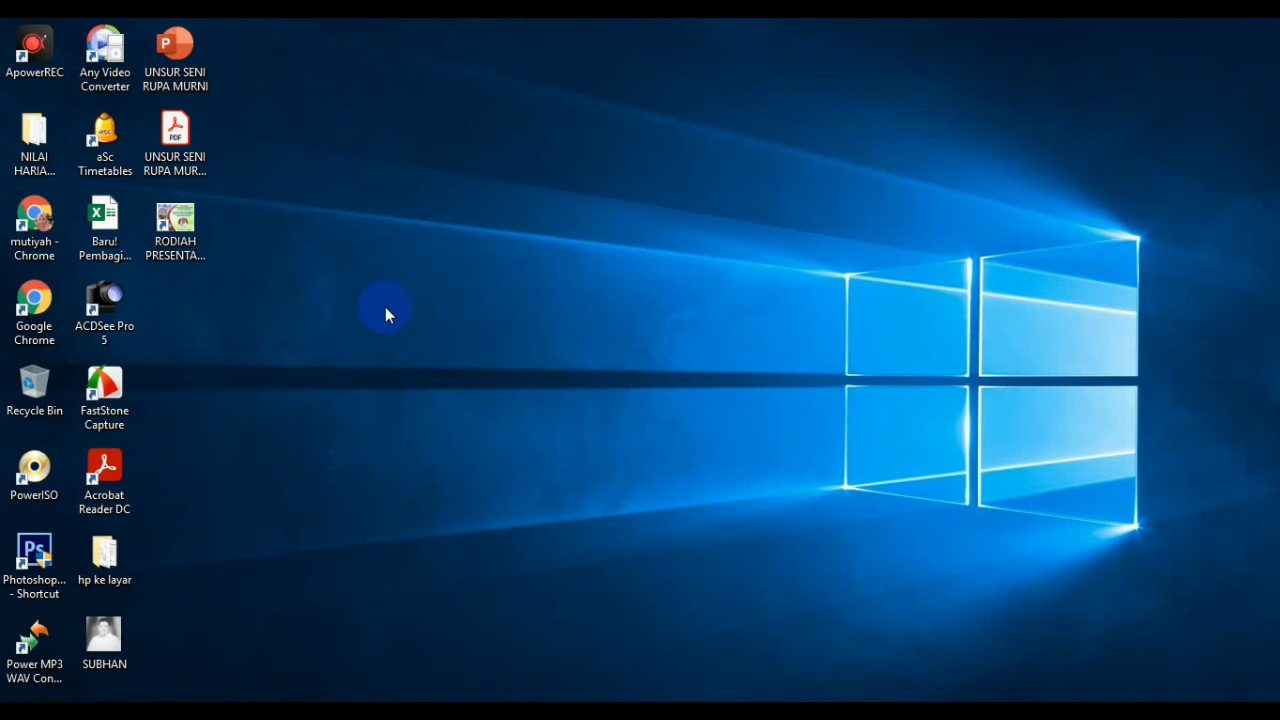 ApowerREC
Any Video
Converter
UNSUR SENI
RUPA MURNI
NILAI
HARIA...
aSc
Timetables
UNSUR SENI
RUPA MUR...
mutiyah -
Chrome
Baru!
Pembagi...
RODIAH
PRESENTA...
Google
Chrome
ACDSee Pro
5
Recycle Bin
FastStone
Capture
PowerISO
Acrobat
Reader DC
Photoshop...
- Shortcut
hp ke layar
Power MP3
WAV Con...
SUBHAN